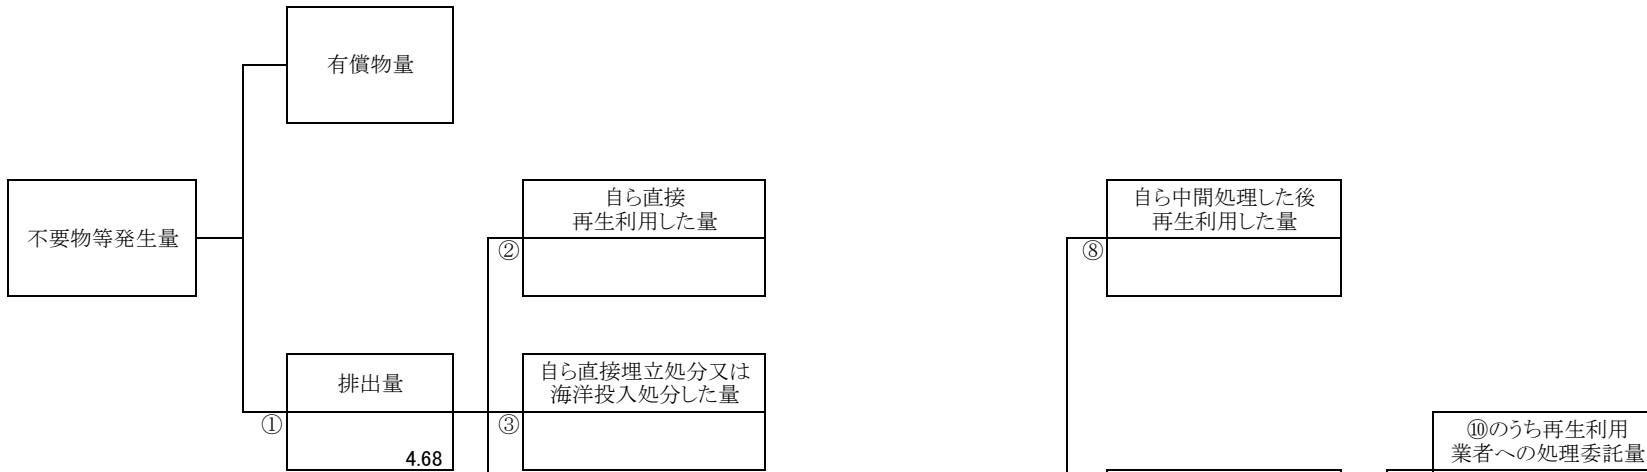 有償物量
不要物等発生量
自ら直接
再生利用した量
②
自ら中間処理した後
再生利用した量
⑧
排出量
①
4.68
自ら直接埋立処分又は
海洋投入処分した量
③
⑩のうち再生利用
業者への処理委託量